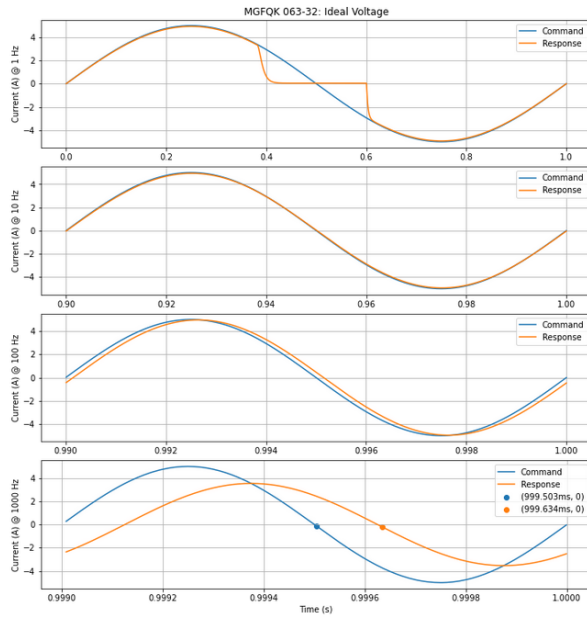 MGFQK 063-32: Ideal Voltage
Current (A) @ 1 Hz
4
2
0
−2
−4
Command
Response
0.0 0.2 0.4 0.6 0.8 1.0
Current (A) @ 10 Hz
4
2
0
−2
−4
Command
Response
0.90 0.92 0.94 0.96 0.98 1.00
Current (A) @ 100 Hz
4
2
0
−2
−4
Command
Response
0.990 0.992 0.994 0.996 0.998 1.000
Current (A) @ 1000 Hz
4
2
0
−2
−4
Command
Response
(999.503ms, 0)
(999.634ms, 0)
0.9990 0.9992 0.9994 0.9996 0.9998 1.0000
Time (s)